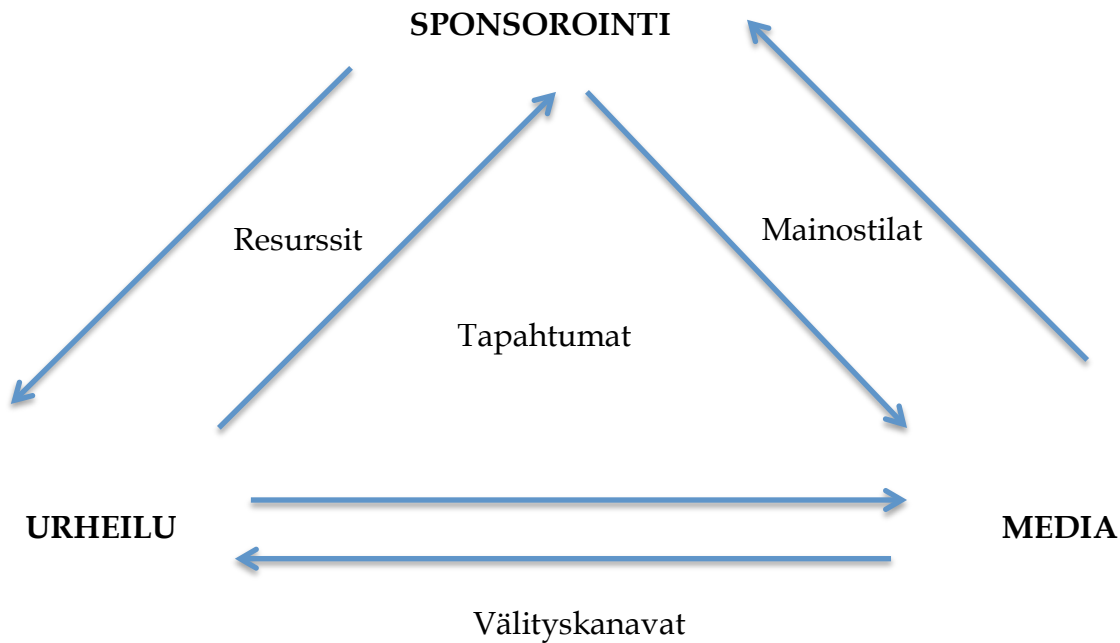 SPONSOROINTI
Resurssit
Mainostilat
Tapahtumat
URHEILU
MEDIA
Välityskanavat